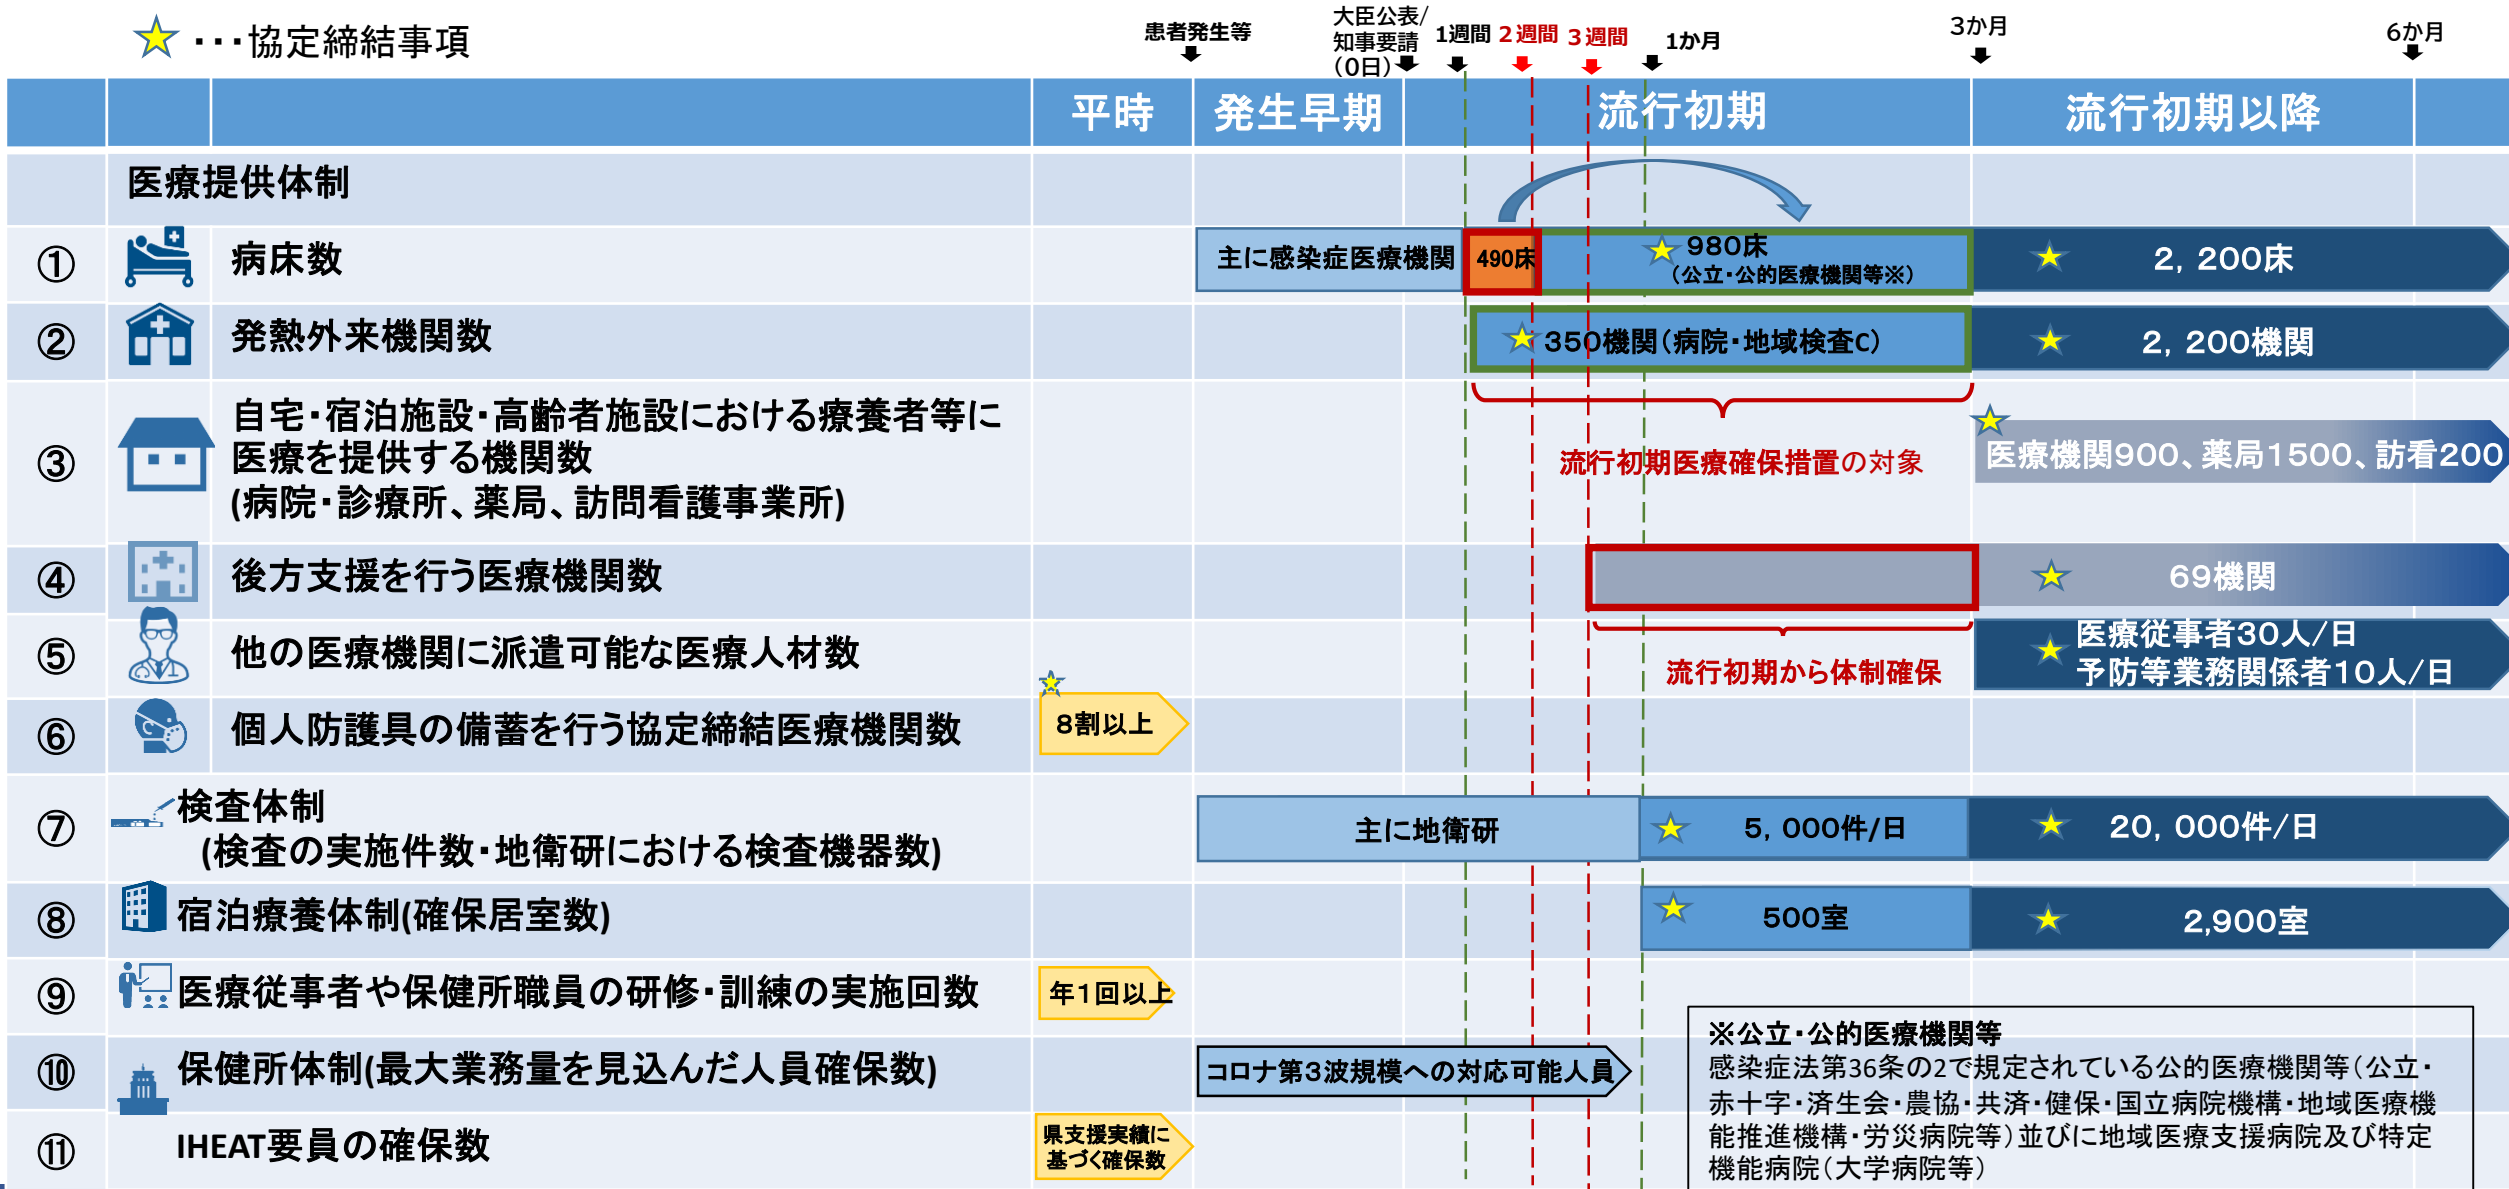 ・・・協定締結事項
患者発生等
大臣公表/
知事要請
（0日）
1週間
２週間
３週間
1か月
3か月
6か月
平時
発生早期
流行初期
流行初期以降
医療提供体制
①
病床数
主に感染症医療機関
490床
980床
（公立・公的医療機関等※）
2，200床
②
発熱外来機関数
350機関（病院・地域検査C）
2，200機関
③
自宅・宿泊施設・高齢者施設における療養者等に
医療を提供する機関数
(病院・診療所、薬局、訪問看護事業所)
流行初期医療確保措置の対象
医療機関900、薬局1500、訪看200
④
後方支援を行う医療機関数
69機関
⑤
他の医療機関に派遣可能な医療人材数
流行初期から体制確保
医療従事者30人/日
予防等業務関係者10人/日
⑥
個人防護具の備蓄を行う協定締結医療機関数
8割以上
⑦
検査体制
(検査の実施件数・地衛研における検査機器数)
主に地衛研
5，000件/日
20，000件/日
⑧
宿泊療養体制(確保居室数)
500室
2,900室
⑨
医療従事者や保健所職員の研修・訓練の実施回数
年１回以上
⑩
保健所体制(最大業務量を見込んだ人員確保数)
コロナ第3波規模への対応可能人員
⑪
IHEAT要員の確保数
県支援実績に
基づく確保数
※公立・公的医療機関等
感染症法第36条の2で規定されている公的医療機関等（公立・
赤十字・済生会・農協・共済・健保・国立病院機構・地域医療機
能推進機構・労災病院等）並びに地域医療支援病院及び特定
機能病院（大学病院等）